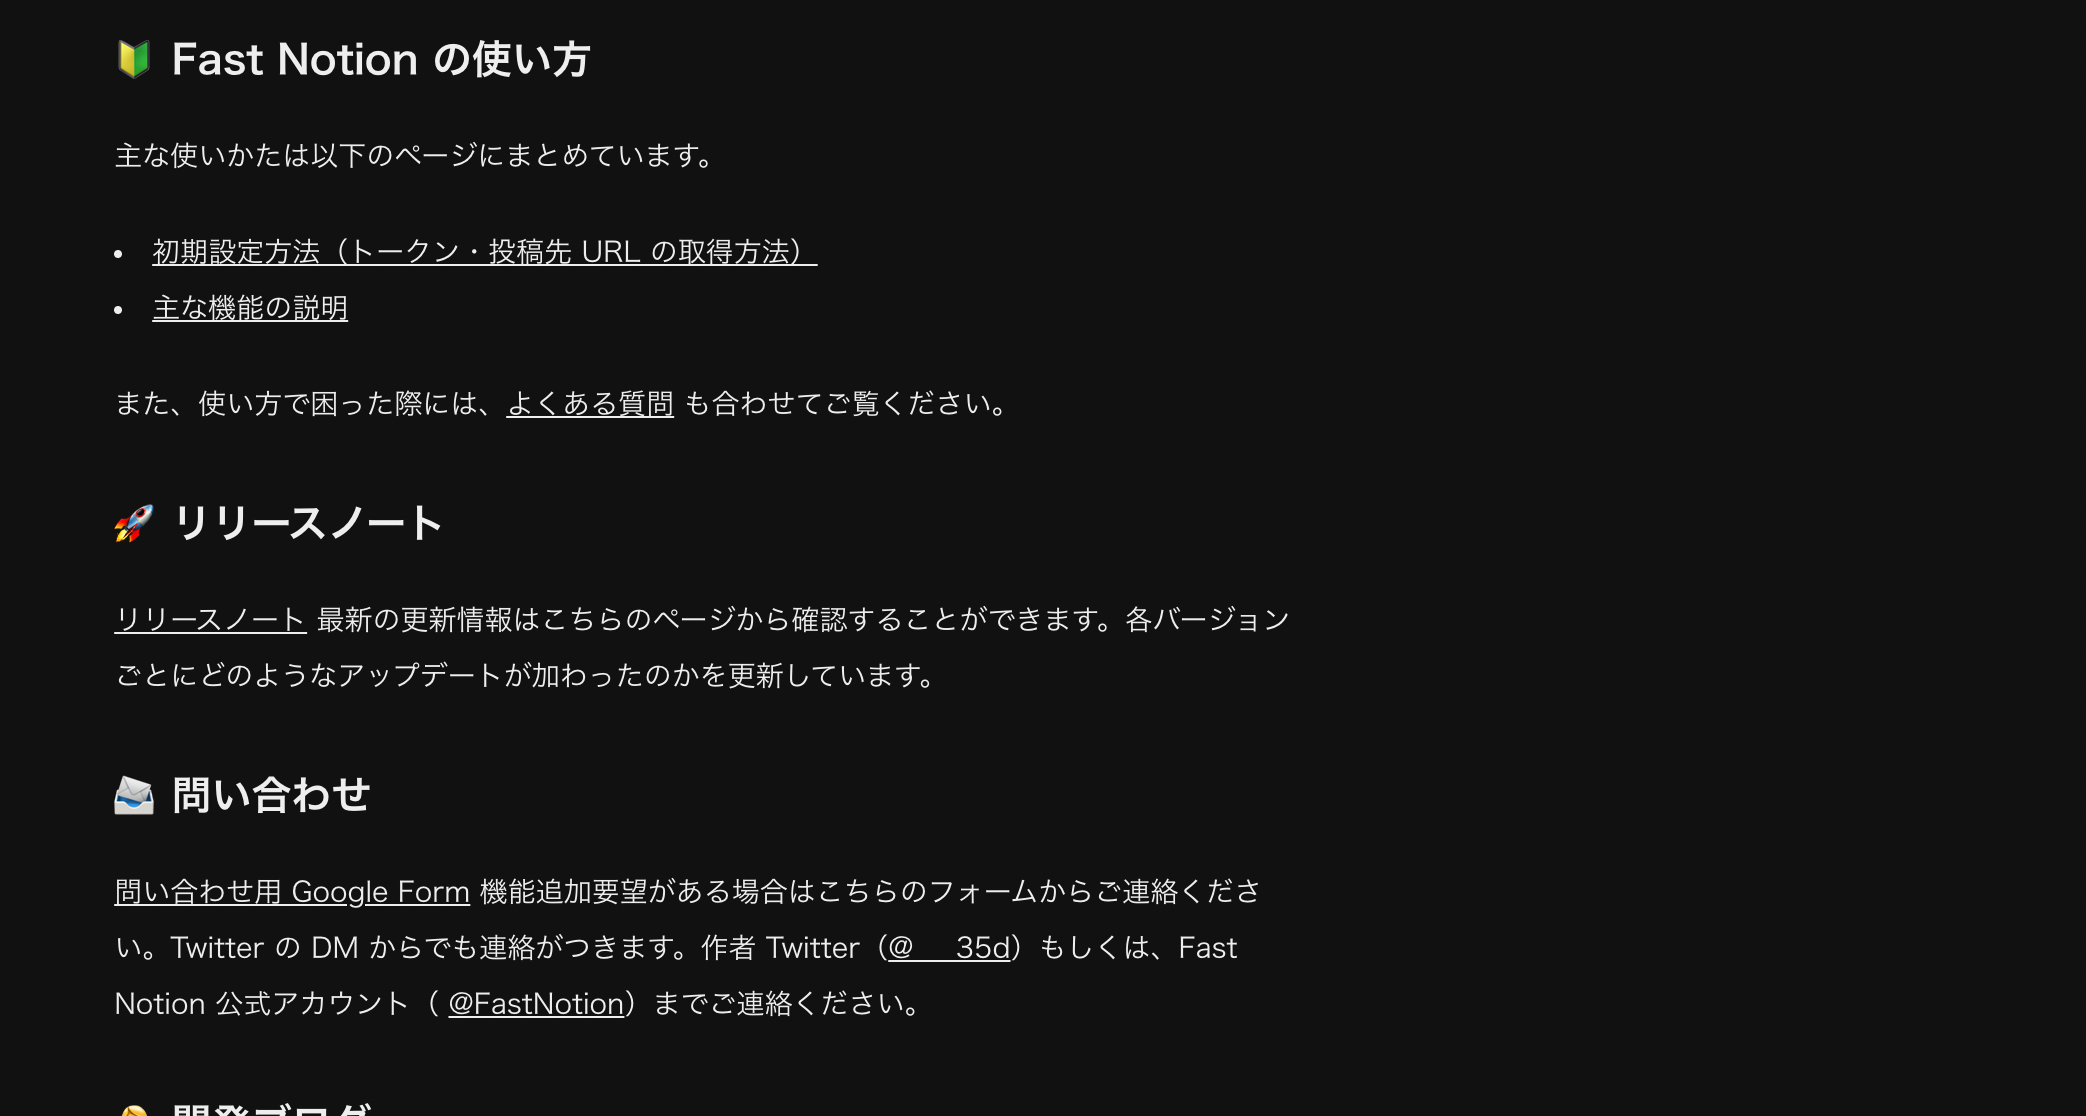 🔰 Fast Notion の使い方
主な使いかたは以下のページにまとめています。
• 初期設定方法（トークン・投稿先 URL の取得方法）
• 主な機能の説明
また、使い方で困った際には、よくある質問 も合わせてご覧ください。
🚀 リリースノート
リリースノート 最新の更新情報はこちらのページから確認することができます。各バージョン
ごとにどのようなアップデートが加わったのかを更新しています。
📨 問い合わせ
問い合わせ用 Google Form 機能追加要望がある場合はこちらのフォームからご連絡くださ
い。Twitter の DM からでも連絡がつきます。作者 Twitter（@___35d）もしくは、Fast
Notion 公式アカウント（ @FastNotion）までご連絡ください。
開発ブログ